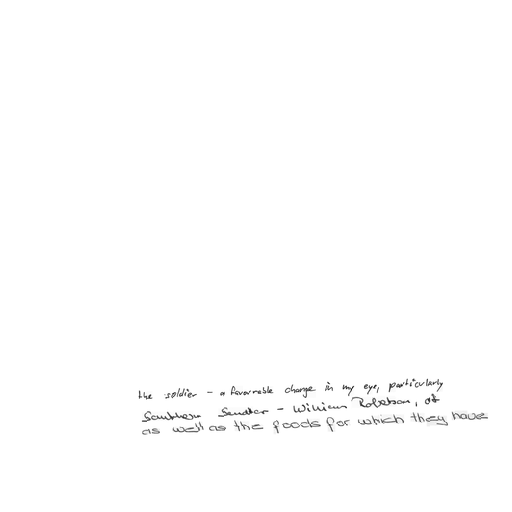 the soldier - a favourable change in my eye, particularly
Southern Senator - William Robertson, of
as well as the foods for which they have